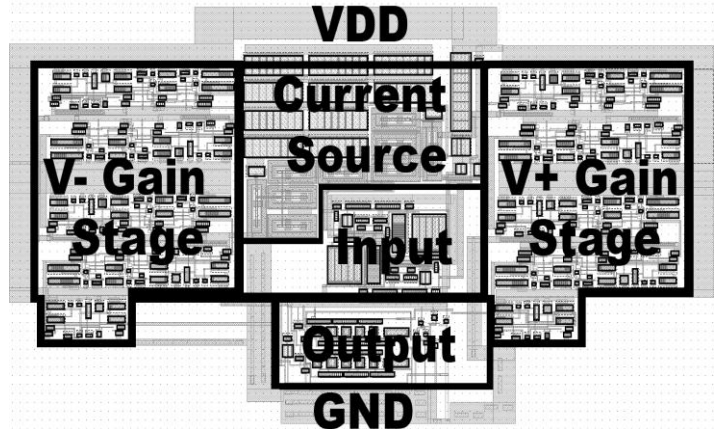 VDD
Current
Source
V- Gain
Stage
V+ Gain
Stage
Input
Output
GND